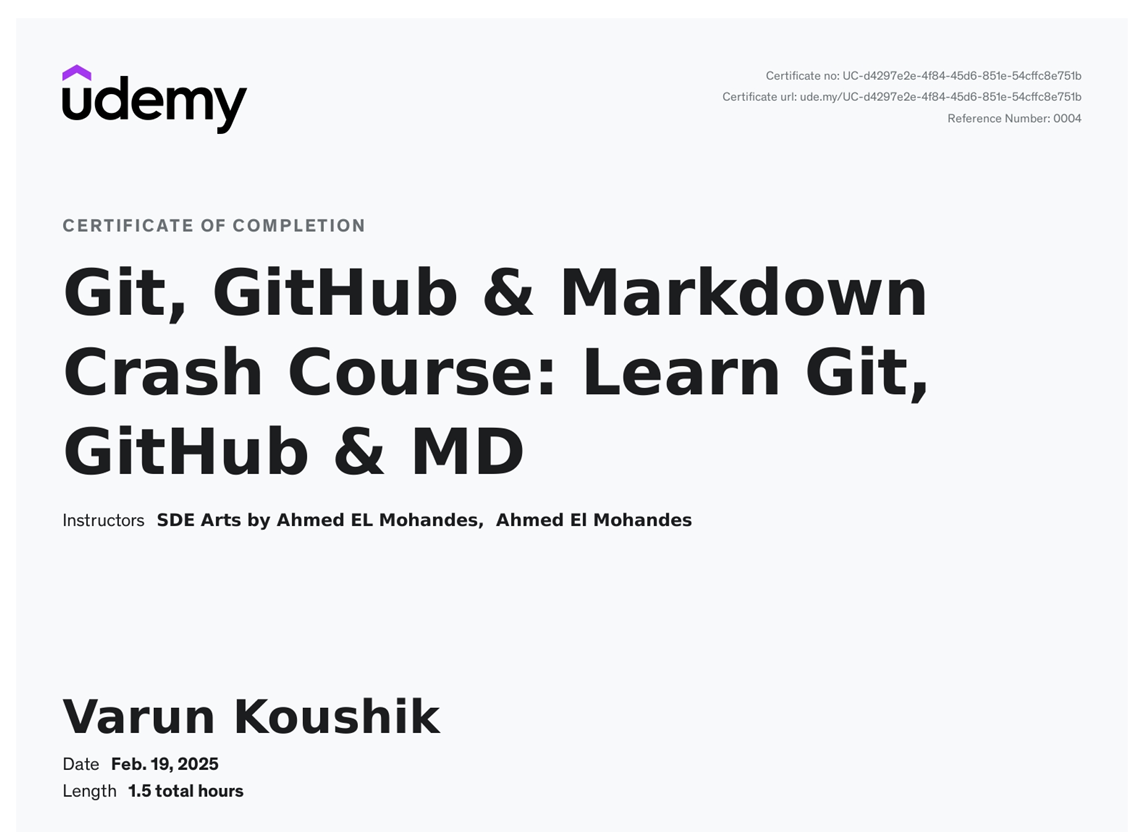 udemy
Certificate no: UC-d4297e2e-4f84-45d6-851e-54cffc8e751b
Certificate url: ude.my/UC-d4297e2e-4f84-45d6-851e-54cffc8e751b
Reference Number: 0004
CERTIFICATE OF COMPLETION
Git, GitHub & Markdown
Crash Course: Learn Git,
GitHub & MD
Instructors SDE Arts by Ahmed EL Mohandes, Ahmed El Mohandes
Varun Koushik
Date Feb. 19, 2025
Length 1.5 total hours